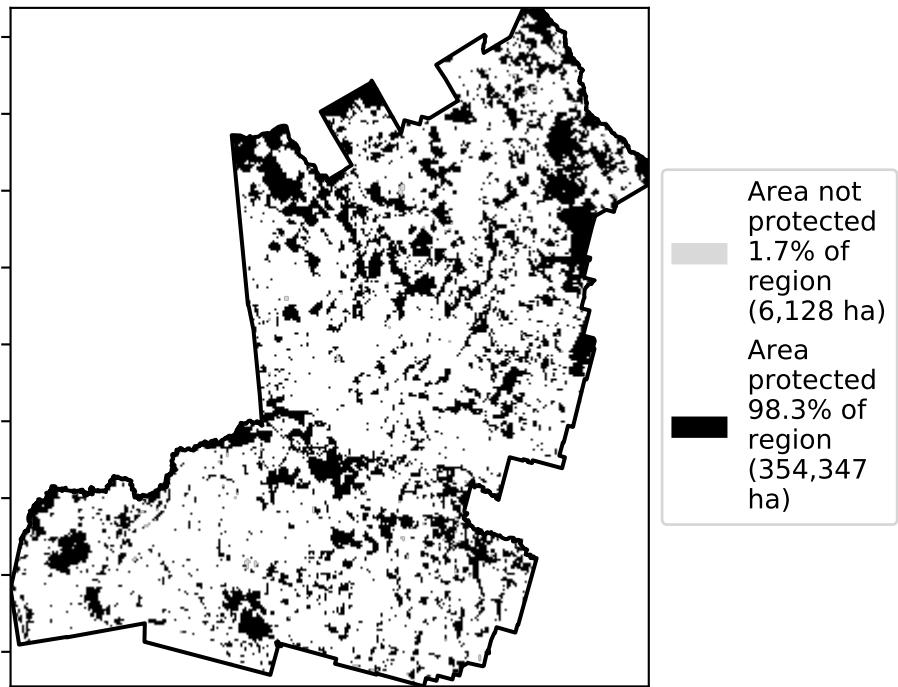 Area not
protected
1.7% of
region
(6,128 ha)
Area
protected
98.3% of
region
(354,347
ha)